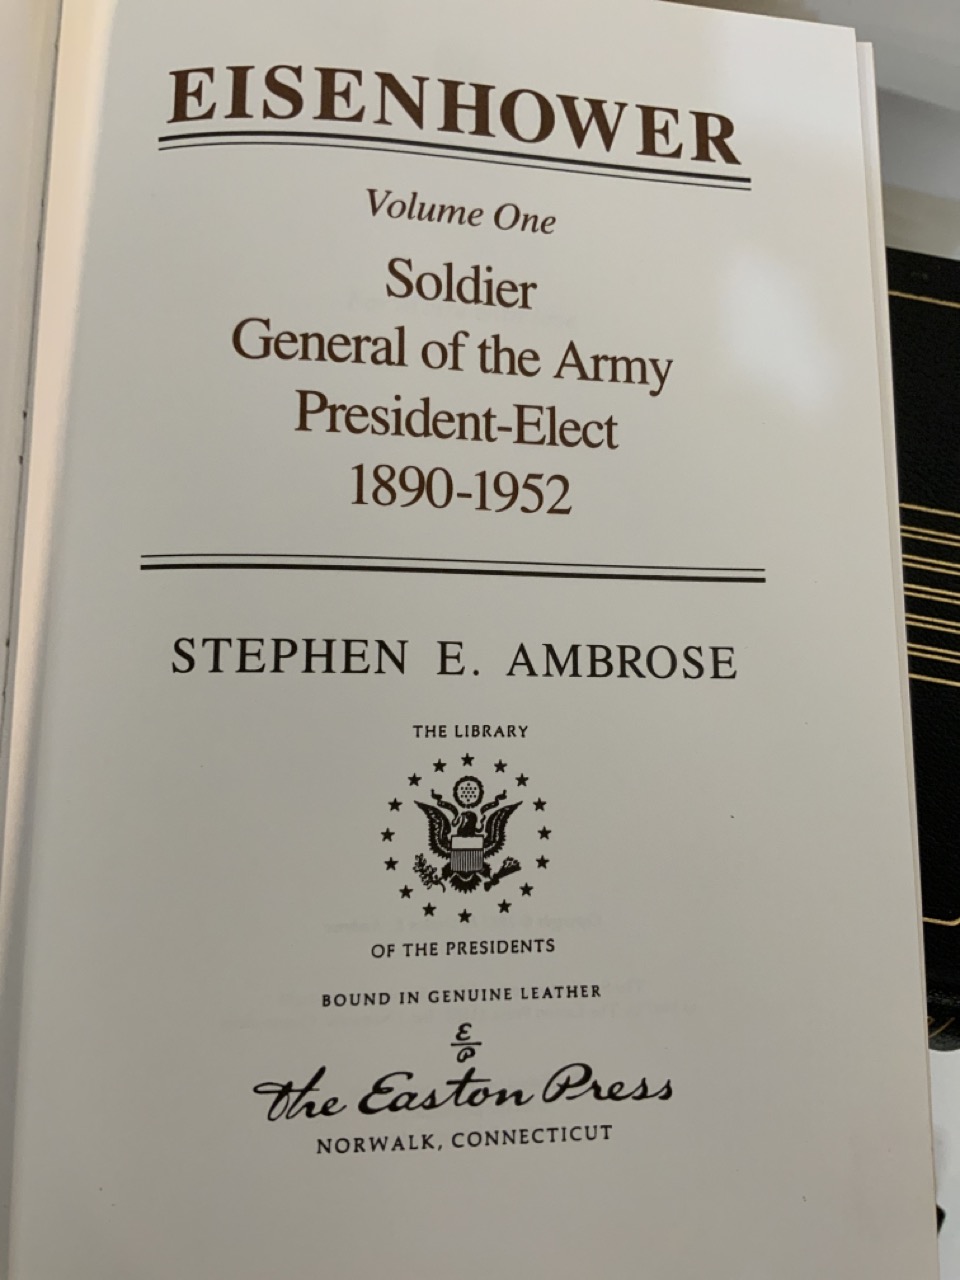 EISENHOWER
Volume One
Soldier
General of the Army
President-Elect
1890-1952
STEPHEN E. AMBROSE
THE LIBRARY
OF THE PRESIDENTS
BOUND IN GENUINE LEATHER
E
P
The Easton Press
NORWALK, CONNECTICUT